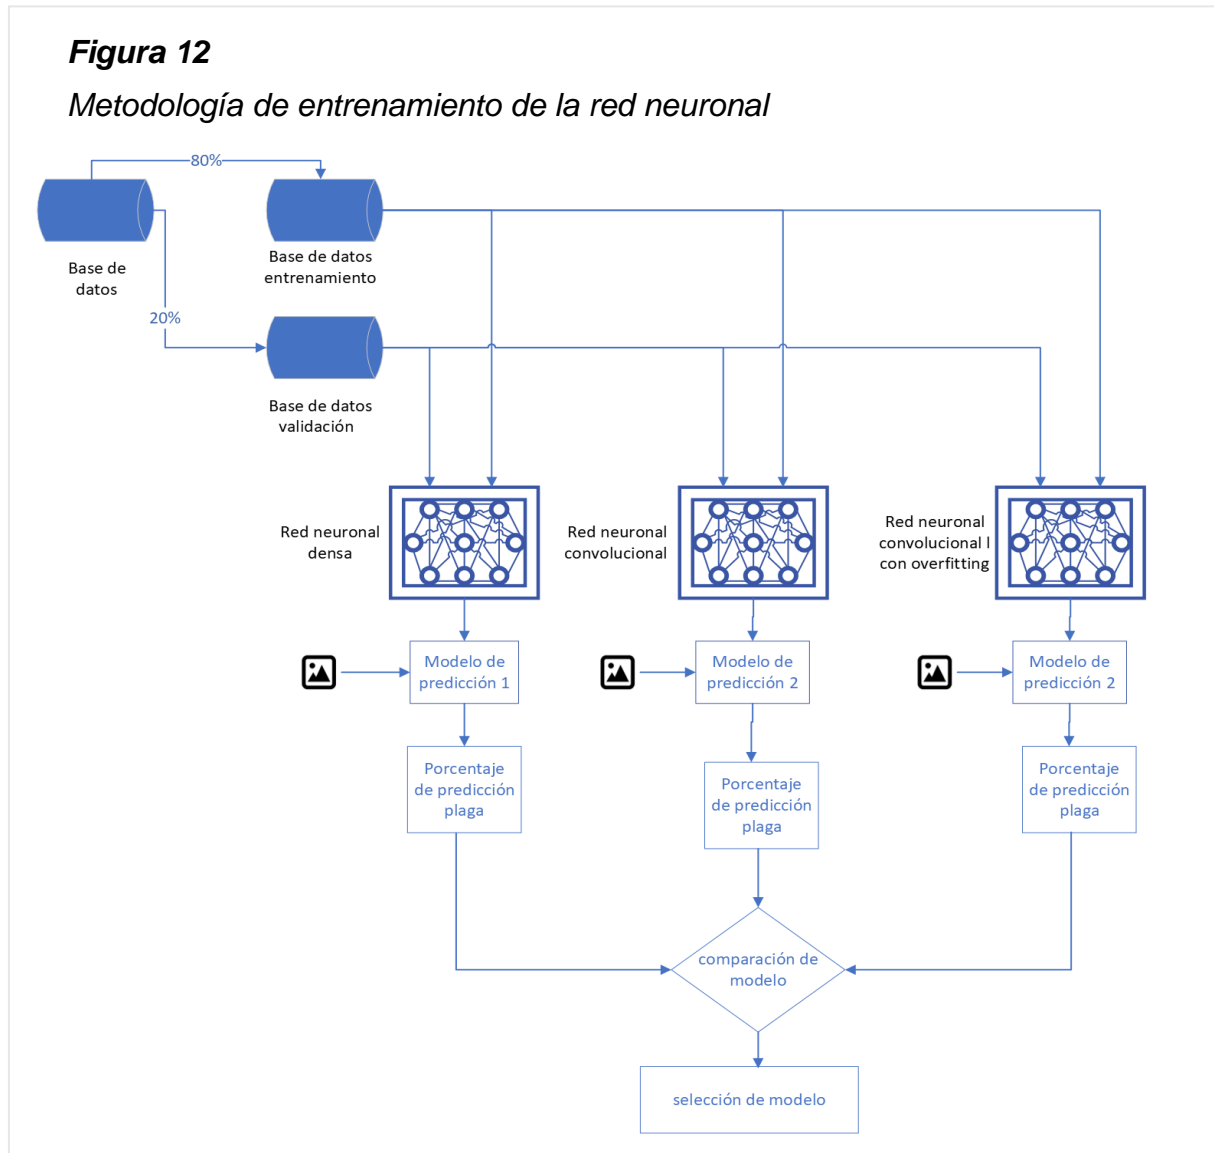 Figura 12
Metodología de entrenamiento de la red neuronal
80%
Base de
datos
Base de datos
entrenamiento
20%
Base de datos
validación
Red neuronal
densa
Red neuronal
convolucional
Red neuronal
convolucional l
con overfitting
Modelo de
predicción 1
Modelo de
predicción 2
Modelo de
predicción 2
Porcentaje
de predicción
plaga
Porcentaje
de predicción
plaga
Porcentaje
de predicción
plaga
comparación de
modelo
selección de modelo